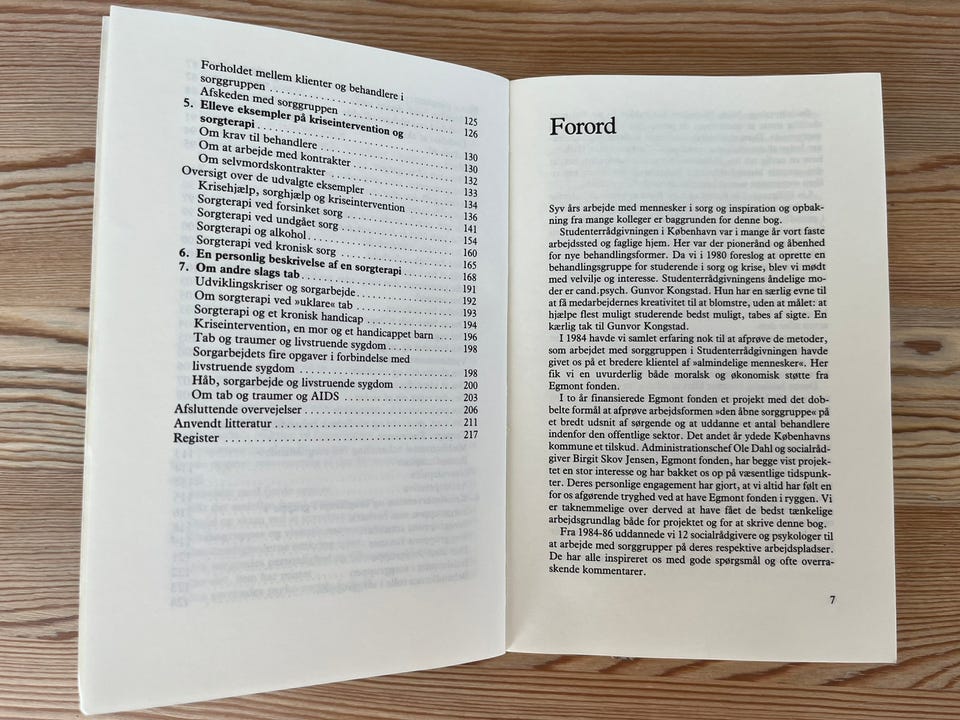 Forholdet mellem klienter og behandlere i
sorggruppen . . . . . . . . . . . . . . . . . . . . 125
Afskeden med sorggruppen . . . . . . . . . . . . . . . . . 126
5. Elleve eksempler på kriseintervention og
sorgterapi . . . . . . . . . . . . . . . . . . . . 130
Om krav til behandlere . . . . . . . . . . . . . . . . . 130
Om at arbejde med kontrakter . . . . . . . . . . . . . . 132
Om selvmordskontrakter . . . . . . . . . . . . . . . . . 133
Oversigt over de udvalgte eksempler . . . . . . . . . . . . 134
Krisehjælp, sorghjælp og kriseintervention . . . . . . . 136
Sorgterapi ved forsinket sorg . . . . . . . . . . . . . . 141
Sorgterapi ved undgået sorg . . . . . . . . . . . . . . . 154
Sorgterapi og alkohol . . . . . . . . . . . . . . . . . . 160
Sorgterapi ved kronisk sorg . . . . . . . . . . . . . . . 165
6. En personlig beskrivelse af en sorgterapi . . . . . . . . 168
7. Om andre slags tab . . . . . . . . . . . . . . . . . . . 191
Udviklingskriser og sorgarbejde . . . . . . . . . . . . . 192
Om sorgterapi ved »uklare« tab . . . . . . . . . . . . . 193
Sorgterapi og et kronisk handicap . . . . . . . . . . . . 194
Kriseintervention, en mor og et handicappet barn . . . 196
Tab og traumer og livstruende sygdom . . . . . . . . . . 198
Sorgarbejdets fire opgaver i forbindelse med
livstruende sygdom . . . . . . . . . . . . . . . . . . 198
Håb, sorgarbejde og livstruende sygdom . . . . . . . . 200
Om tab og traumer og AIDS . . . . . . . . . . . . . . . . 203
Afsluttende overvejelser . . . . . . . . . . . . . . . . . . 206
Anvendt litteratur . . . . . . . . . . . . . . . . . . . . . 211
Register . . . . . . . . . . . . . . . . . . . . . . . . . . 217
Forord
Syv års arbejde med mennesker i sorg og inspiration og opbak-
ning fra mange kolleger er baggrunden for denne bog.
Studenterrådgivningen i København var i mange år vort faste
arbejdssted og faglige hjem. Her var der pionerånd og åbenhed
for nye behandlingsformer. Da vi i 1980 foreslog at oprette en
behandlingsgruppe for studerende i sorg og krise, blev vi mødt
med velvilje og interesse. Studenterrådgivningens åndelige mo-
der er cand.psych. Gunvor Kongstad. Hun har en særlig evne til
at få medarbejdernes kreativitet til at blomstre, uden at målet: at
hjælpe flest muligt studerende bedst muligt, tabes af sigte. En
kærlig tak til Gunvor Kongstad.
I 1984 havde vi samlet erfaring nok til at afprøve de metoder,
som arbejdet med sorggruppen i Studenterrådgivningen havde
givet os på et bredere klientel af »almindelige mennesker«. Her
fik vi en uvurderlig både moralsk og økonomisk støtte fra
Egmont fonden.
I to år finansierede Egmont fonden et projekt med det dob-
belte formål at afprøve arbejdsformen »den åbne sorggruppe« på
et bredt udsnit af sørgende og at uddanne et antal behandlere
indenfor den offentlige sektor. Det andet år ydede Københavns
kommune et tilskud. Administrationschef Ole Dahl og socialråd-
giver Birgit Skov Jensen, Egmont fonden, har begge vist projek-
tet en stor interesse og har bakket os op på væsentlige tidspunk-
ter. Deres personlige engagement har gjort, at vi altid har følt en
for os afgørende tryghed ved at have Egmont fonden i ryggen. Vi
er taknemmelige over derved at have fået de bedst tænkelige
arbejdsgrundlag både for projektet og for at skrive denne bog.
Fra 1984-86 uddannede vi 12 socialrådgivere og psykologer til
at arbejde med sorggrupper på deres respektive arbejdspladser.
De har alle inspireret os med gode spørgsmål og ofte overra-
skende kommentarer.
7